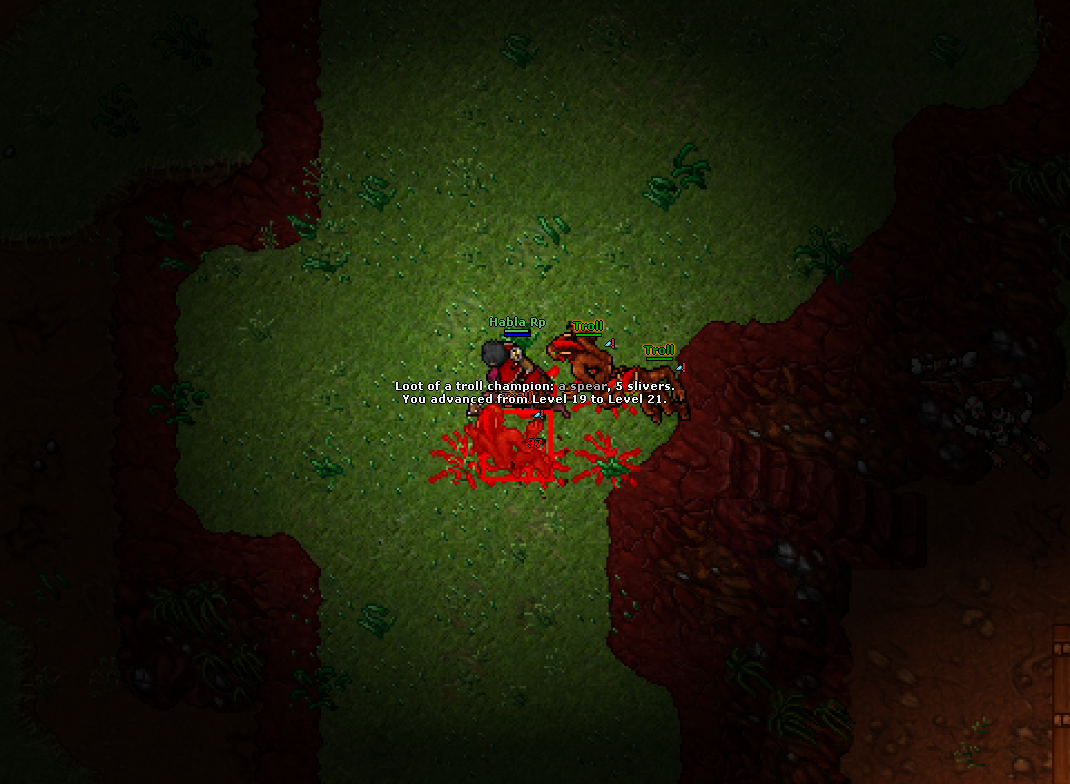 Habla Rp
Troll
Troll
Loot of a troll champion: a spear, 5 slivers.
You advanced from Level 19 to Level 21.
37